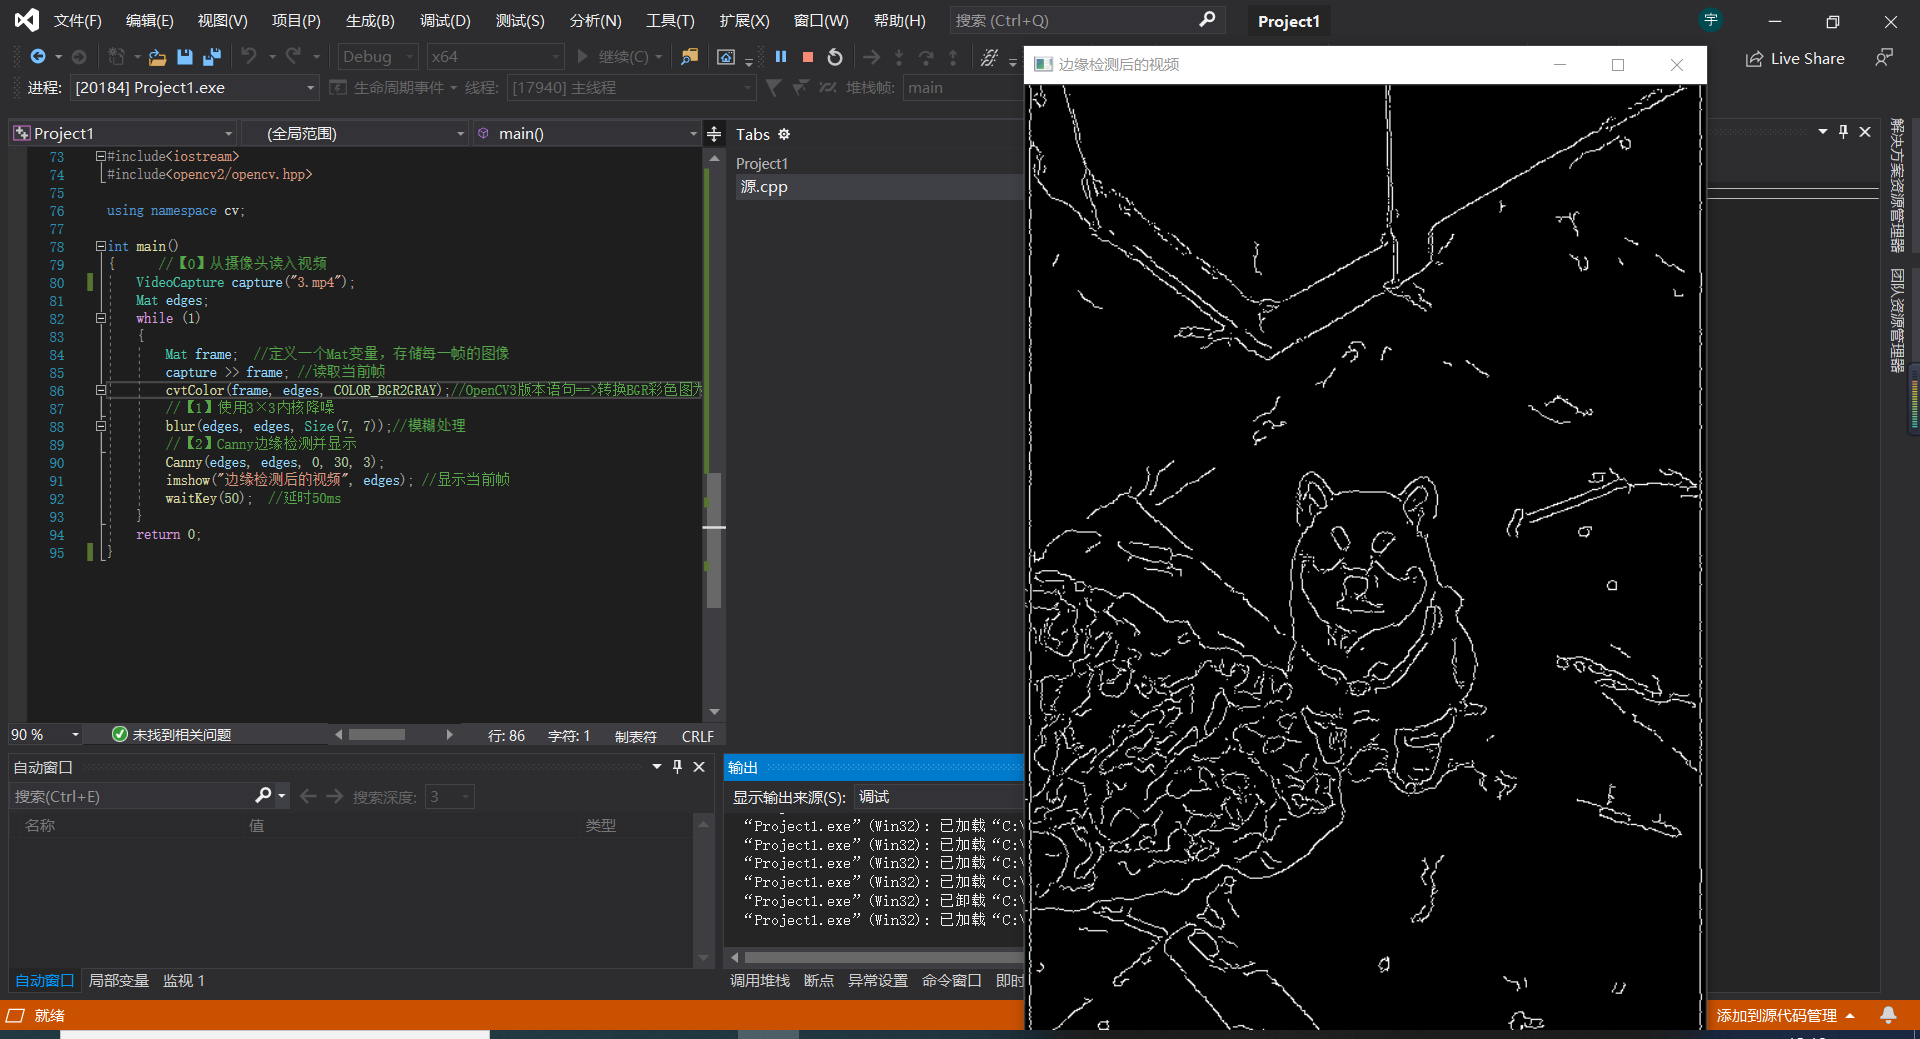 文件(F) 编辑(E) 视图(V) 项目(P) 生成(B) 调试(D) 测试(S) 分析(N) 工具(T) 扩展(X) 窗口(W) 帮助(H) 搜索 (Ctrl+Q) Project1 宇
Debug x64 继续(C) Live Share
进程: [20184] Project1.exe 生命周期事件 线程: [17940] 主线程 堆栈帧: main
边缘检测后的视频
Project1 (全局范围) main()
73 #include<iostream>
74 #include<opencv2/opencv.hpp>
75
76 using namespace cv;
77
78 int main()
79 { //【0】从摄像头读入视频
80 VideoCapture capture("3.mp4");
81 Mat edges;
82 while (1)
83 {
84 Mat frame; //定义一个Mat变量，存储每一帧的图像
85 capture >> frame; //读取当前帧
86 cvtColor(frame, edges, COLOR_BGR2GRAY);//OpenCV3版本语句==>转换BGR彩色图为
87 //【1】使用3×3内核降噪
88 blur(edges, edges, Size(7, 7));//模糊处理
89 //【2】Canny边缘检测并显示
90 Canny(edges, edges, 0, 30, 3);
91 imshow("边缘检测后的视频", edges); //显示当前帧
92 waitKey(50); //延时50ms
93 }
94 return 0;
95 }
Tabs
Project1
源.cpp
解决方案资源管理器
团队资源管理器
90 % 未找到相关问题 行: 86 字符: 1 制表符 CRLF
自动窗口
搜索(Ctrl+E) 搜索深度: 3
名称 值 类型
自动窗口 局部变量 监视 1
输出
显示输出来源(S): 调试
“Project1.exe”(Win32): 已加载“C:\
“Project1.exe”(Win32): 已加载“C:\
“Project1.exe”(Win32): 已加载“C:\
“Project1.exe”(Win32): 已加载“C:\
“Project1.exe”(Win32): 已卸载“C:\
“Project1.exe”(Win32): 已加载“C:\
调用堆栈 断点 异常设置 命令窗口 即时
就绪 添加到源代码管理